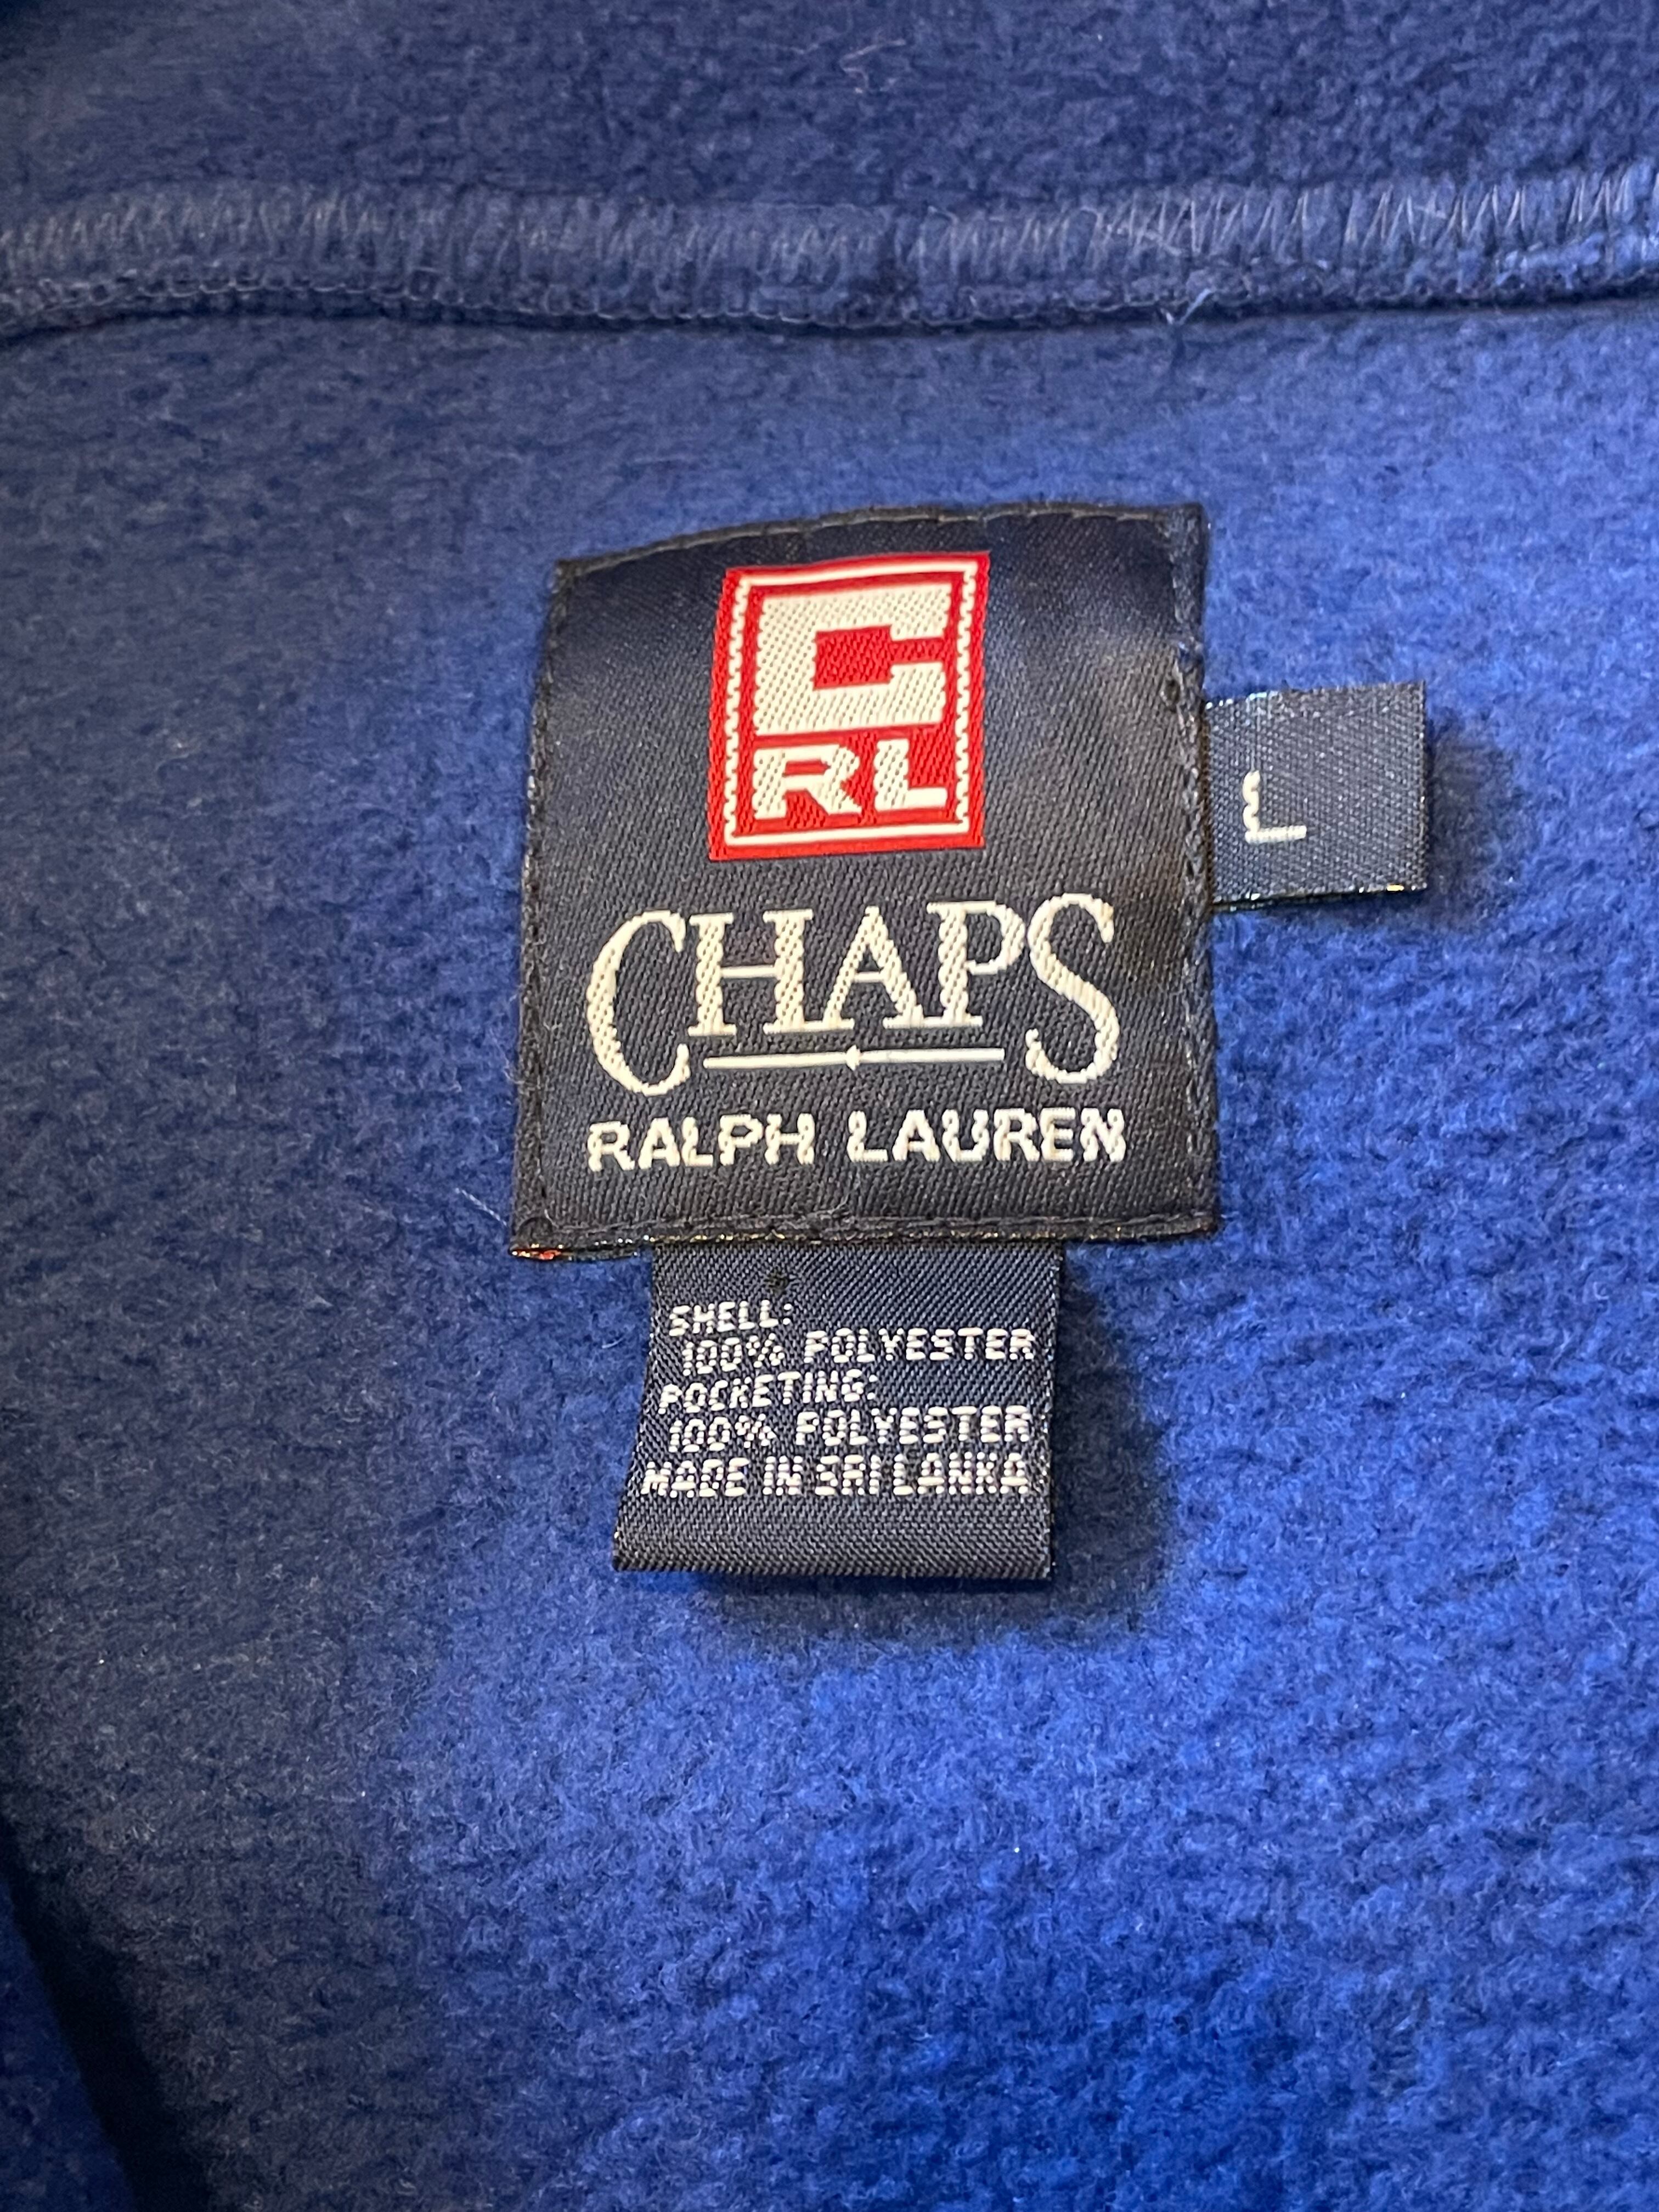 C
RL
CHAPS
RALPH LAUREN
L
SHELL:
100% POLYESTER
POCKETING:
100% POLYESTER
MADE IN SRI LANKA